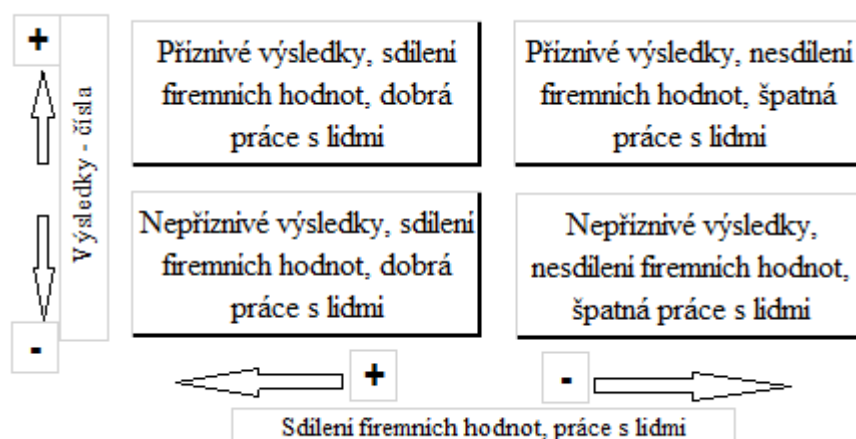 +
Výsledky - čísla
-
Příznivé výsledky, sdílení
firemních hodnot, dobrá
práce s lidmi
Příznivé výsledky, nesdílení
firemních hodnot, špatná
práce s lidmi
Nepříznivé výsledky, sdílení
firemních hodnot, dobrá
práce s lidmi
Nepříznivé výsledky,
nesdílení firemních hodnot,
špatná práce s lidmi
+
-
Sdílení firemních hodnot, práce s lidmi